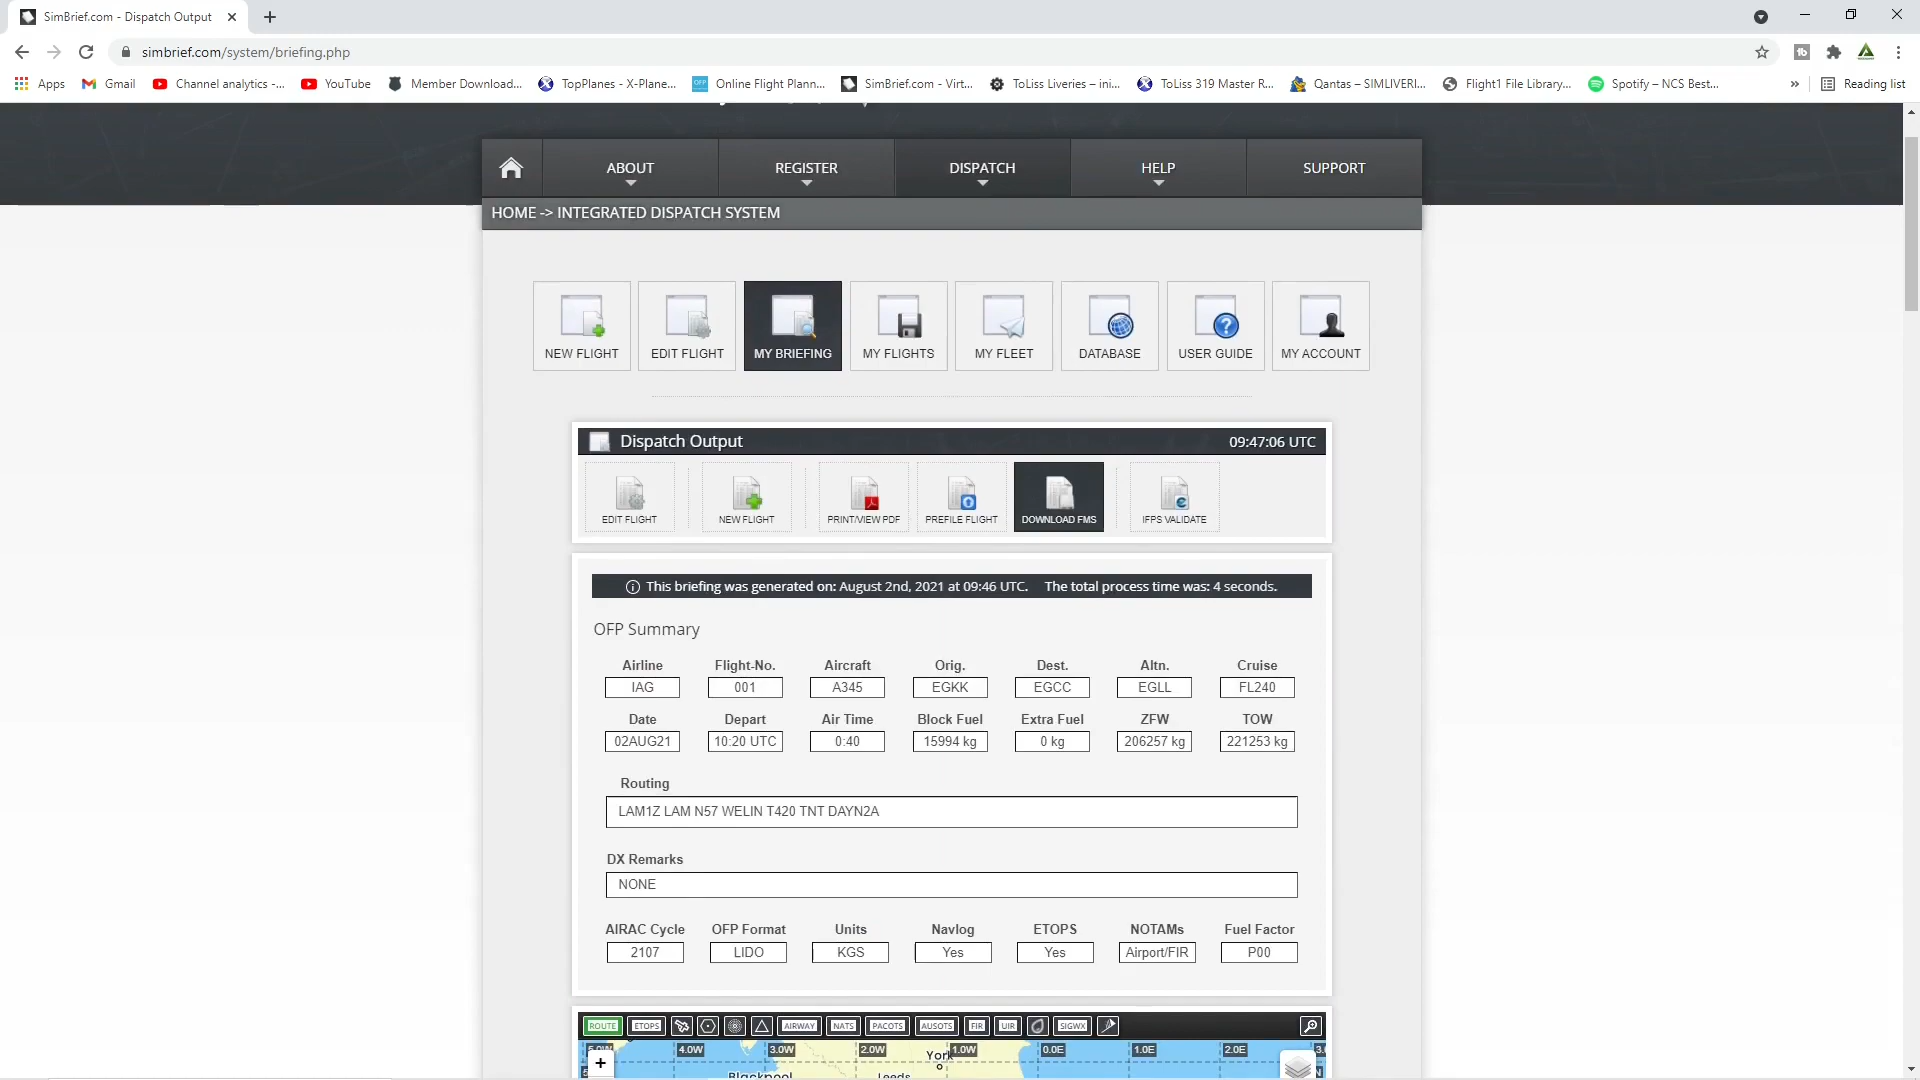 SimBrief.com - Dispatch Output
simbrief.com/system/briefing.php
Apps Gmail Channel analytics -... YouTube Member Download... TopPlanes - X-Plane... Online Flight Plann... SimBrief.com - Virt... ToLiss Liveries – ini... ToLiss 319 Master R... Qantas – SIMLIVERI... Flight1 File Library... Spotify – NCS Best... » Reading list
ABOUT REGISTER DISPATCH HELP SUPPORT
HOME -> INTEGRATED DISPATCH SYSTEM
NEW FLIGHT EDIT FLIGHT MY BRIEFING MY FLIGHTS MY FLEET DATABASE USER GUIDE MY ACCOUNT
Dispatch Output 09:47:06 UTC
EDIT FLIGHT NEW FLIGHT PRINT/VIEW PDF PREFILE FLIGHT DOWNLOAD FMS IFPS VALIDATE
This briefing was generated on: August 2nd, 2021 at 09:46 UTC. The total process time was: 4 seconds.
OFP Summary
Airline Flight-No. Aircraft Orig. Dest. Altn. Cruise
IAG 001 A345 EGKK EGCC EGLL FL240
Date Depart Air Time Block Fuel Extra Fuel ZFW TOW
02AUG21 10:20 UTC 0:40 15994 kg 0 kg 206257 kg 221253 kg
Routing
LAM1Z LAM N57 WELIN T420 TNT DAYN2A
DX Remarks
NONE
AIRAC Cycle OFP Format Units Navlog ETOPS NOTAMs Fuel Factor
2107 LIDO KGS Yes Yes Airport/FIR P00
ROUTE ETOPS AIRWAY NATS PACOTS AUSOTS FIR UIR SIGWX
4.0W 3.0W 2.0W 1.0W 0.0E 1.0E 2.0E
+ York
Blackpool Leeds